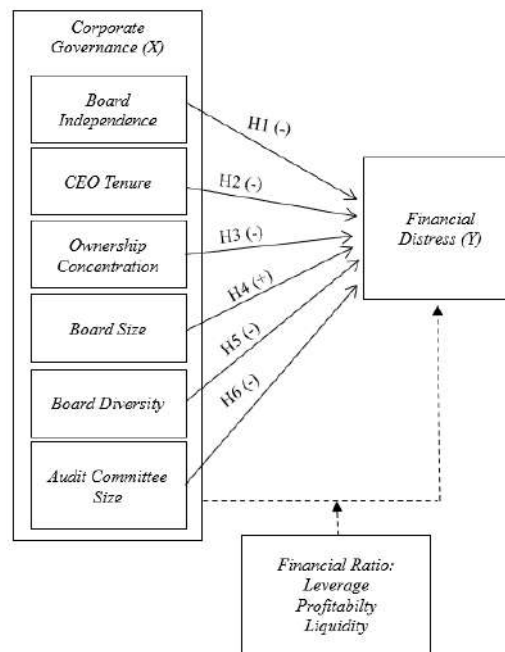 Corporate
Governance (X)
Board
Independence
CEO Tenure
Ownership
Concentration
Board Size
Board Diversity
Audit Committee
Size
H1 (-)
H2 (-)
H3 (-)
H4 (+)
H5 (-)
H6 (-)
Financial
Distress (Y)
Financial Ratio:
Leverage
Profitabilty
Liquidity